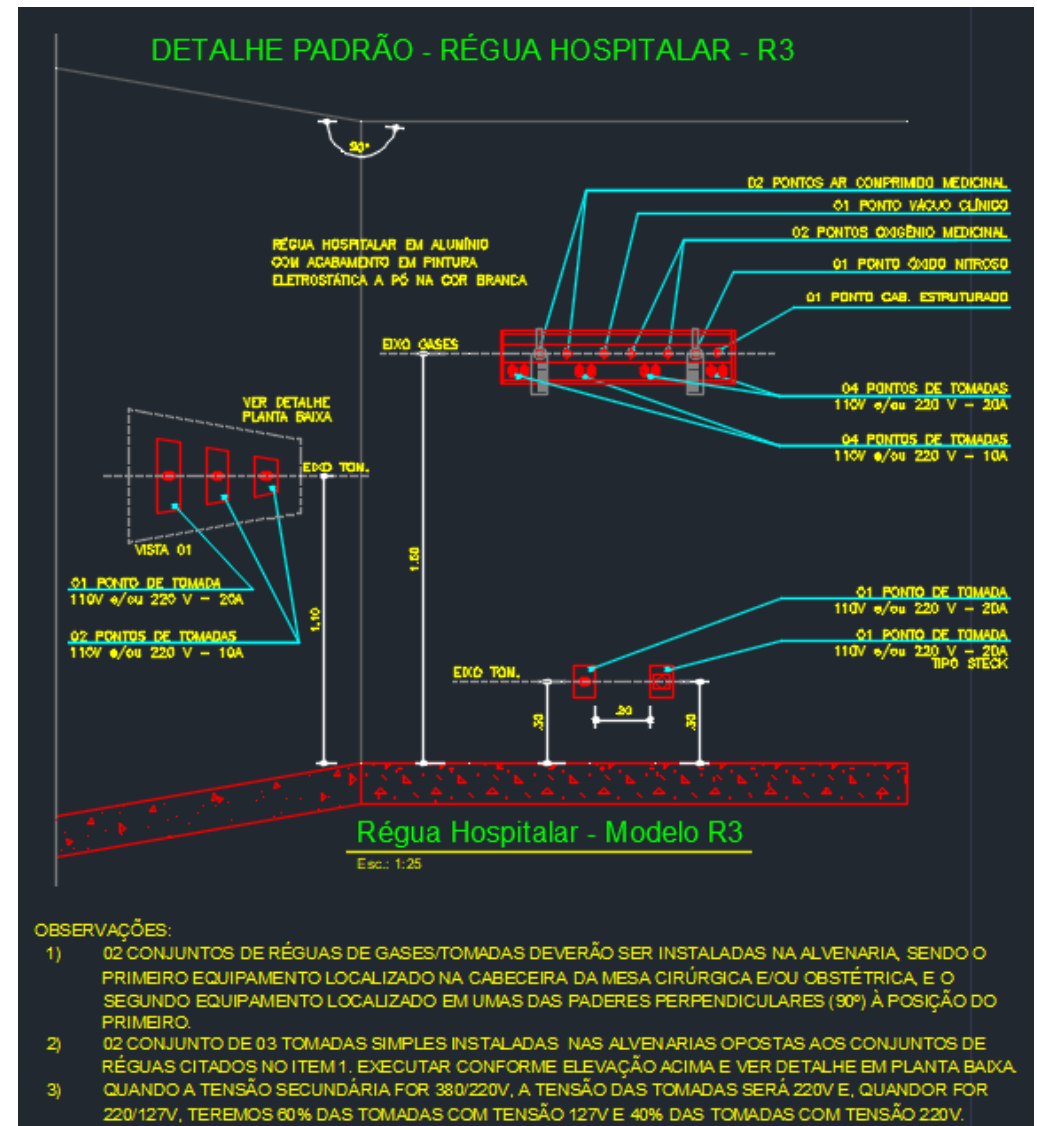 DETALHE PADRÃO - RÉGUA HOSPITALAR - R3
90°
02 PONTOS AR COMPRIMIDO MEDICINAL
01 PONTO VÁCUO CLÍNICO
02 PONTOS OXIGÊNIO MEDICINAL
01 PONTO ÓXIDO NITROSO
01 PONTO CAB. ESTRUTURADO
RÉGUA HOSPITALAR EM ALUMÍNIO
COM ACABAMENTO EM PINTURA
ELETROSTÁTICA A PÓ NA COR BRANCA
EIXO GASES
04 PONTOS DE TOMADAS
110V e/ou 220 V - 20A
04 PONTOS DE TOMADAS
110V e/ou 220 V - 10A
VER DETALHE
PLANTA BAIXA
EIXO TOM.
VISTA 01
01 PONTO DE TOMADA
110V e/ou 220 V - 20A
02 PONTOS DE TOMADAS
110V e/ou 220 V - 10A
1.10
01 PONTO DE TOMADA
110V e/ou 220 V - 20A
01 PONTO DE TOMADA
110V e/ou 220 V - 20A
TIPO STECK
EIXO TOM.
.30
.30
Régua Hospitalar - Modelo R3
Esc.: 1:25
OBSERVAÇÕES:
1) 02 CONJUNTOS DE RÉGUAS DE GASES/TOMADAS DEVERÃO SER INSTALADAS NA ALVENARIA, SENDO O
PRIMEIRO EQUIPAMENTO LOCALIZADO NA CABECEIRA DA MESA CIRÚRGICA E/OU OBSTÉTRICA, E O
SEGUNDO EQUIPAMENTO LOCALIZADO EM UMAS DAS PADERES PERPENDICULARES (90º) À POSIÇÃO DO
PRIMEIRO.
2) 02 CONJUNTO DE 03 TOMADAS SIMPLES INSTALADAS NAS ALVENARIAS OPOSTAS AOS CONJUNTOS DE
RÉGUAS CITADOS NO ITEM 1. EXECUTAR CONFORME ELEVAÇÃO ACIMA E VER DETALHE EM PLANTA BAIXA.
3) QUANDO A TENSÃO SECUNDÁRIA FOR 380/220V, A TENSÃO DAS TOMADAS SERÁ 220V E, QUANDOR FOR
220/127V, TEREMOS 60% DAS TOMADAS COM TENSÃO 127V E 40% DAS TOMADAS COM TENSÃO 220V.